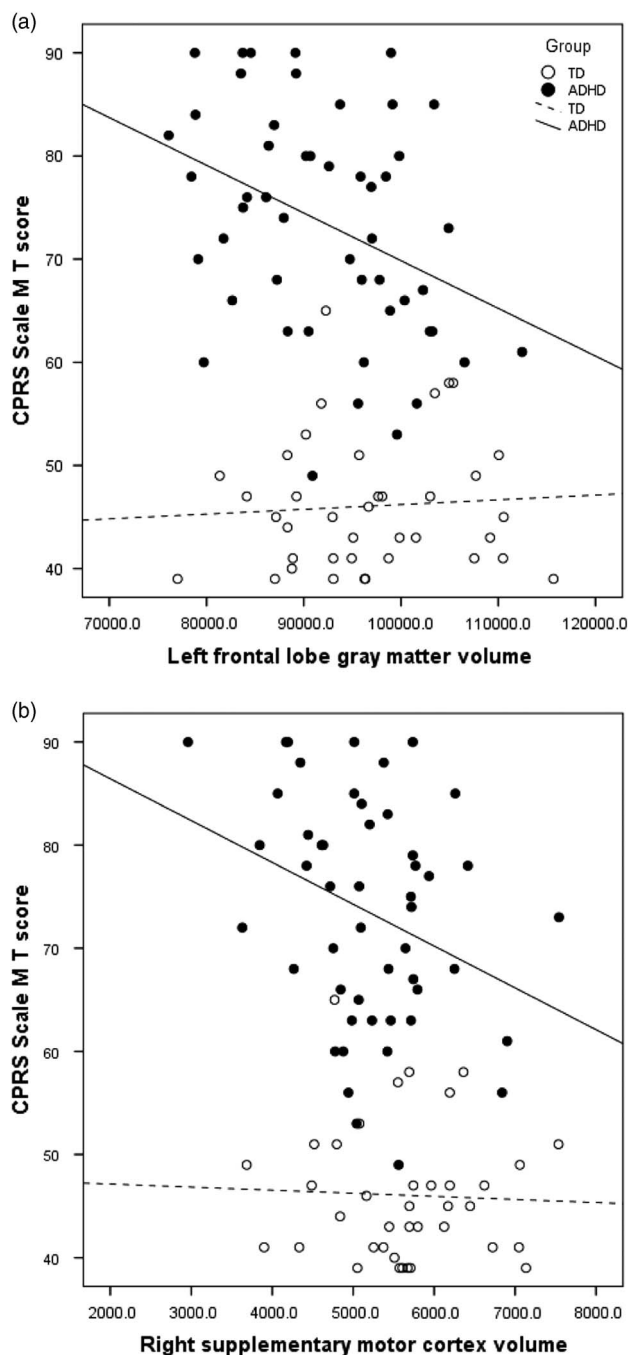 (a)
Group
TD
ADHD
TD
ADHD
CPRS Scale M T score
90
80
70
60
50
40
70000.0 80000.0 90000.0 100000.0 110000.0 120000.0
Left frontal lobe gray matter volume
(b)
CPRS Scale M T score
90
80
70
60
50
40
2000.0 3000.0 4000.0 5000.0 6000.0 7000.0 8000.0
Right supplementary motor cortex volume